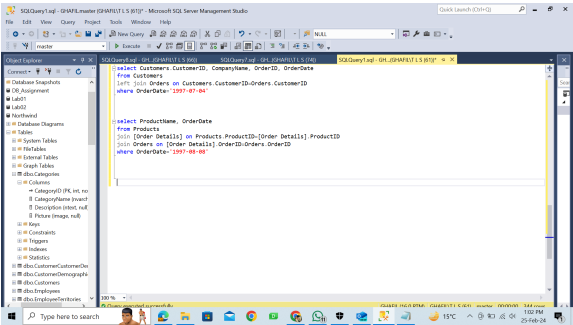 SQLQuery1.sql - GHAFIL.master (GHAFIL\T L S (61))* - Microsoft SQL Server Management Studio
Quick Launch (Ctrl+Q)
File Edit View Query Project Tools Window Help
New Query
NULL
master
Execute
Object Explorer
SQLQuery1.sql - GHAFIL\T L S (61))*
Connect
Database Snapshots
DB_Assignment
Lab01
Lab02
Northwind
Database Diagrams
Tables
System Tables
FileTables
External Tables
Graph Tables
dbo.Categories
Columns
CategoryID (PK, int, no
CategoryName (nvarch
Description (ntext, null)
Picture (image, null)
Keys
Constraints
Triggers
Indexes
Statistics
dbo.CustomerCustomerDe
dbo.CustomerDemographi
dbo.Customers
dbo.Employees
dbo.EmployeeTerritories
select Customers.CustomerID, CompanyName, OrderID, OrderDate
from Customers
left join Orders on Customers.CustomerID=Orders.CustomerID
where OrderDate='1997-07-04'
select ProductName, OrderDate
from Products
join [Order Details] on Products.ProductID=[Order Details].ProductID
join Orders on [Order Details].OrderID=Orders.OrderID
where OrderDate='1997-08-08'
100 %
Query executed successfully
Type here to search
15°C
1:02 PM
25-Feb-24